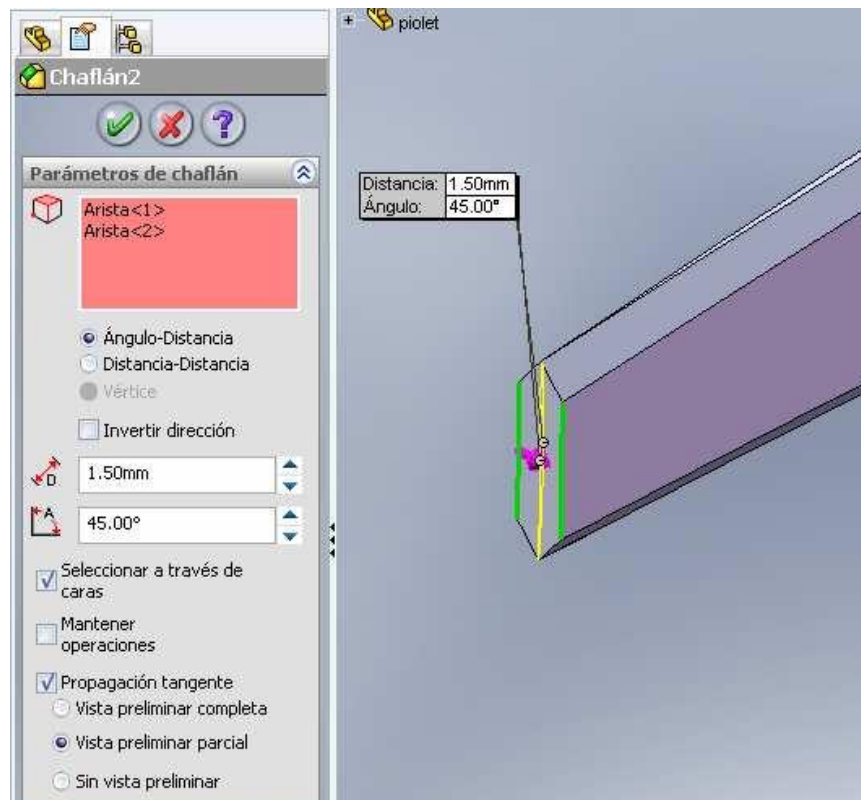 piolet
Chaflán2
Parámetros de chaflán
Arista<1>
Arista<2>
Ángulo-Distancia
Distancia-Distancia
Vértice
Invertir dirección
D
1.50mm
A
45.00°
Seleccionar a través de
caras
Mantener
operaciones
Propagación tangente
Vista preliminar completa
Vista preliminar parcial
Sin vista preliminar
Distancia: 1.50mm
Ángulo: 45.00°